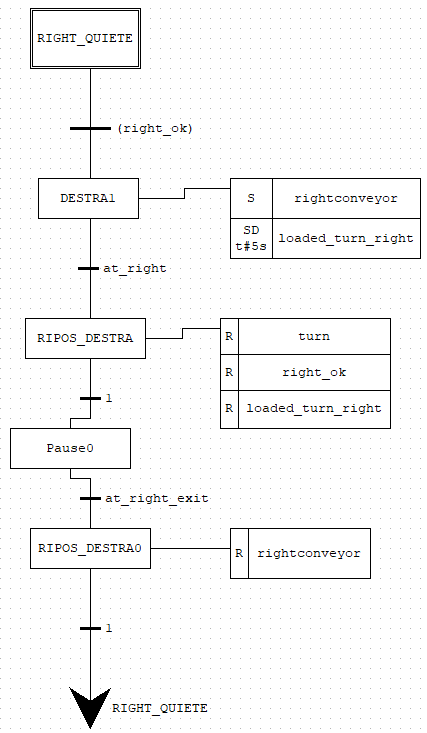 RIGHT_QUIETE
(right_ok)
DESTRA1
S rightconveyor
SD t#5s loaded_turn_right
at_right
RIPOS_DESTRA
R turn
R right_ok
R loaded_turn_right
1
Pause0
at_right_exit
RIPOS_DESTRA0
R rightconveyor
1
RIGHT_QUIETE